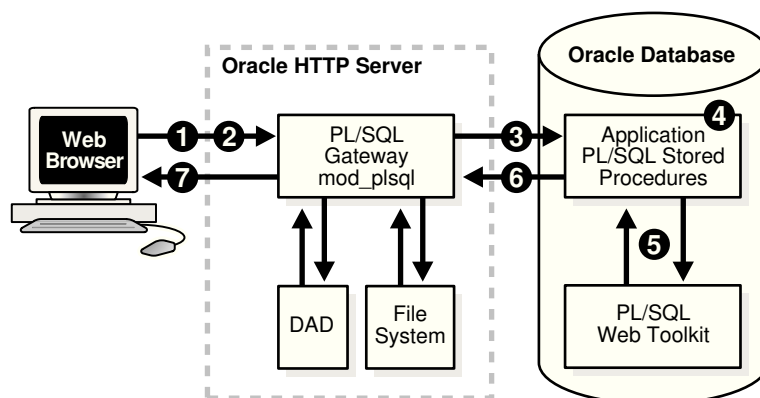 Oracle HTTP Server
Oracle Database
Web
Browser
1
2
PL/SQL
Gateway
mod_plsql
3
4
Application
PL/SQL Stored
Procedures
7
6
5
DAD
File
System
PL/SQL
Web Toolkit